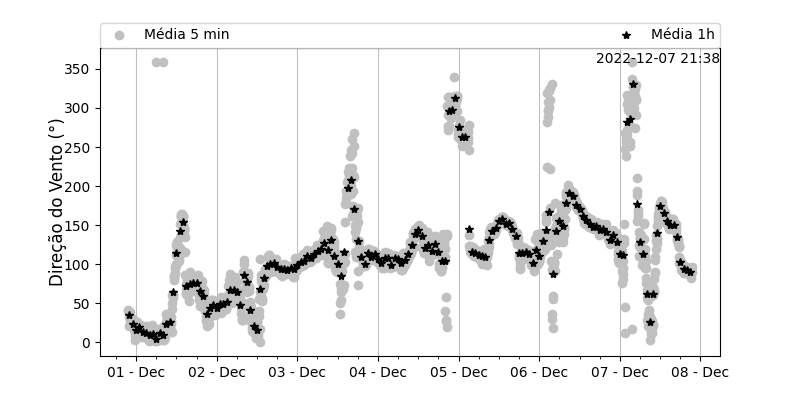 Média 5 min
Média 1h
2022-12-07 21:38
Direção do Vento (°)
350
300
250
200
150
100
50
0
01 - Dec
02 - Dec
03 - Dec
04 - Dec
05 - Dec
06 - Dec
07 - Dec
08 - Dec